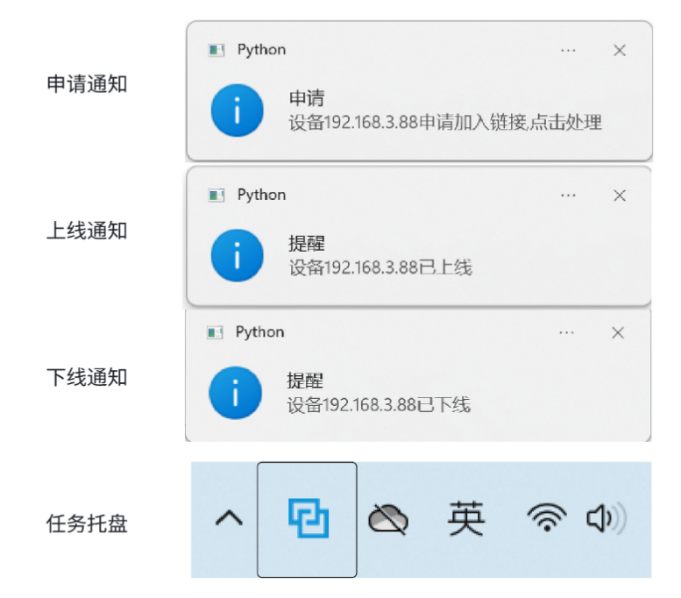 申请通知
Python
申请
设备192.168.3.88申请加入链接,点击处理
上线通知
Python
提醒
设备192.168.3.88已上线
下线通知
Python
提醒
设备192.168.3.88已下线
任务托盘
英